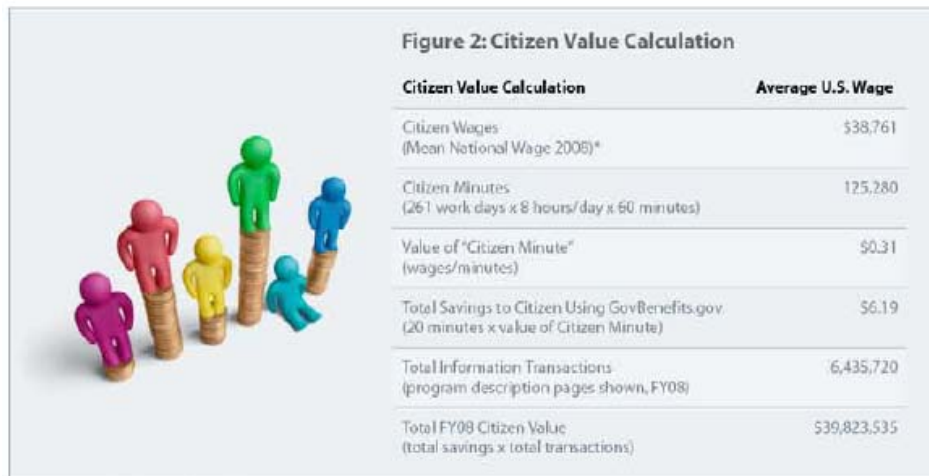 Figure 2: Citizen Value Calculation
Citizen Value Calculation Average U.S. Wage
Citizen Wages $38,761
(Mean National Wage 2008)*
Citizen Minutes 125,280
(261 work days x 8 hours/day x 60 minutes)
Value of "Citizen Minute" $0.31
(wages/minutes)
Total Savings to Citizen Using GovBenefits.gov $6.19
(20 minutes x value of Citizen Minute)
Total Information Transactions 6,435,720
(program description pages shown, FY08)
Total FY08 Citizen Value $39,823,535
(total savings x total transactions)